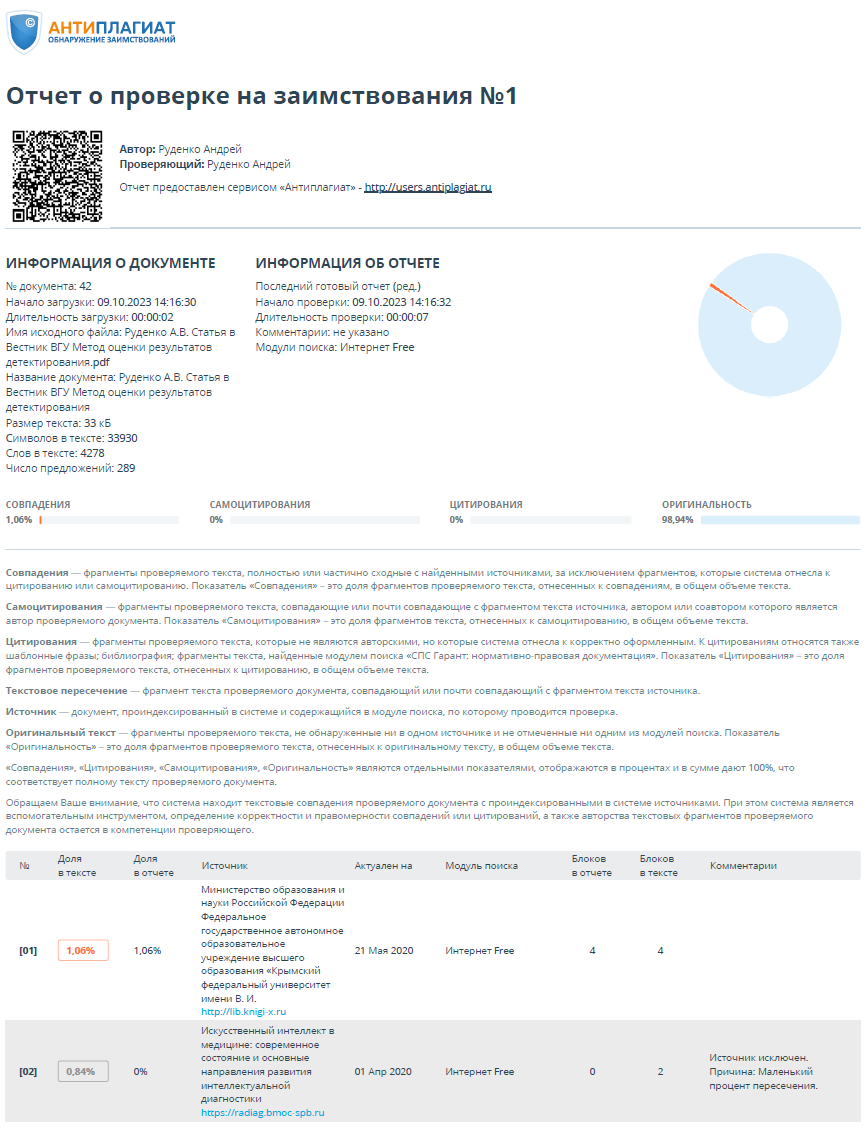 АНТИПЛАГИАТ
ОБНАРУЖЕНИЕ ЗАИМСТВОВАНИЙ
Отчет о проверке на заимствования №1
Автор: Руденко Андрей
Проверяющий: Руденко Андрей
Отчет предоставлен сервисом «Антиплагиат» - http://users.antiplagiat.ru
ИНФОРМАЦИЯ О ДОКУМЕНТЕ
№ документа: 42
Начало загрузки: 09.10.2023 14:16:30
Длительность загрузки: 00:00:02
Имя исходного файла: Руденко А.В. Статья в
Вестник ВГУ Метод оценки результатов
детектирования.pdf
Название документа: Руденко А.В. Статья в
Вестник ВГУ Метод оценки результатов
детектирования
Размер текста: 33 кБ
Символов в тексте: 33930
Слов в тексте: 4278
Число предложений: 289
ИНФОРМАЦИЯ ОБ ОТЧЕТЕ
Последний готовый отчет (ред.)
Начало проверки: 09.10.2023 14:16:32
Длительность проверки: 00:00:07
Комментарии: не указано
Модули поиска: Интернет Free
СОВПАДЕНИЯ
1,06%
САМОЦИТИРОВАНИЯ
0%
ЦИТИРОВАНИЯ
0%
ОРИГИНАЛЬНОСТЬ
98,94%
Совпадения — фрагменты проверяемого текста, полностью или частично сходные с найденными источниками, за исключением фрагментов, которые система отнесла к
цитированию или самоцитированию. Показатель «Совпадения» – это доля фрагментов проверяемого текста, отнесенных к совпадениям, в общем объеме текста.
Самоцитирования — фрагменты проверяемого текста, совпадающие или почти совпадающие с фрагментом текста источника, автором или соавтором которого является
автор проверяемого документа. Показатель «Самоцитирования» – это доля фрагментов текста, отнесенных к самоцитированию, в общем объеме текста.
Цитирования — фрагменты проверяемого текста, которые не являются авторскими, но которые система отнесла к корректно оформленным. К цитированиям относятся также
шаблонные фразы; библиография; фрагменты текста, найденные модулем поиска «СПС Гарант: нормативно-правовая документация». Показатель «Цитирования» – это доля
фрагментов проверяемого текста, отнесенных к цитированию, в общем объеме текста.
Текстовое пересечение — фрагмент текста проверяемого документа, совпадающий или почти совпадающий с фрагментом текста источника.
Источник — документ, проиндексированный в системе и содержащийся в модуле поиска, по которому проводится проверка.
Оригинальный текст — фрагменты проверяемого текста, не обнаруженные ни в одном источнике и не отмеченные ни одним из модулей поиска. Показатель
«Оригинальность» – это доля фрагментов проверяемого текста, отнесенных к оригинальному тексту, в общем объеме текста.
«Совпадения», «Цитирования», «Самоцитирования», «Оригинальность» являются отдельными показателями, отображаются в процентах и в сумме дают 100%, что
соответствует полному тексту проверяемого документа.
Обращаем Ваше внимание, что система находит текстовые совпадения проверяемого документа с проиндексированными в системе источниками. При этом система является
вспомогательным инструментом, определение корректности и правомерности совпадений или цитирований, а также авторства текстовых фрагментов проверяемого
документа остается в компетенции проверяющего.
№
Доля
в тексте
Доля
в отчете
Источник
Актуален на
Модуль поиска
Блоков
в отчете
Блоков
в тексте
Комментарии
[01]
1,06%
1,06%
Министерство образования и
науки Российской Федерации
Федеральное
государственное автономное
образовательное
учреждение высшего
образования «Крымский
федеральный университет
имени В. И.
http://lib.knigi-x.ru
21 Мая 2020
Интернет Free
4
4
[02]
0,84%
0%
Искусственный интеллект в
медицине: современное
состояние и основные
направления развития
интеллектуальной
диагностики
https://radiag.bmoc-spb.ru
01 Апр 2020
Интернет Free
0
2
Источник исключен.
Причина: Маленький
процент пересечения.